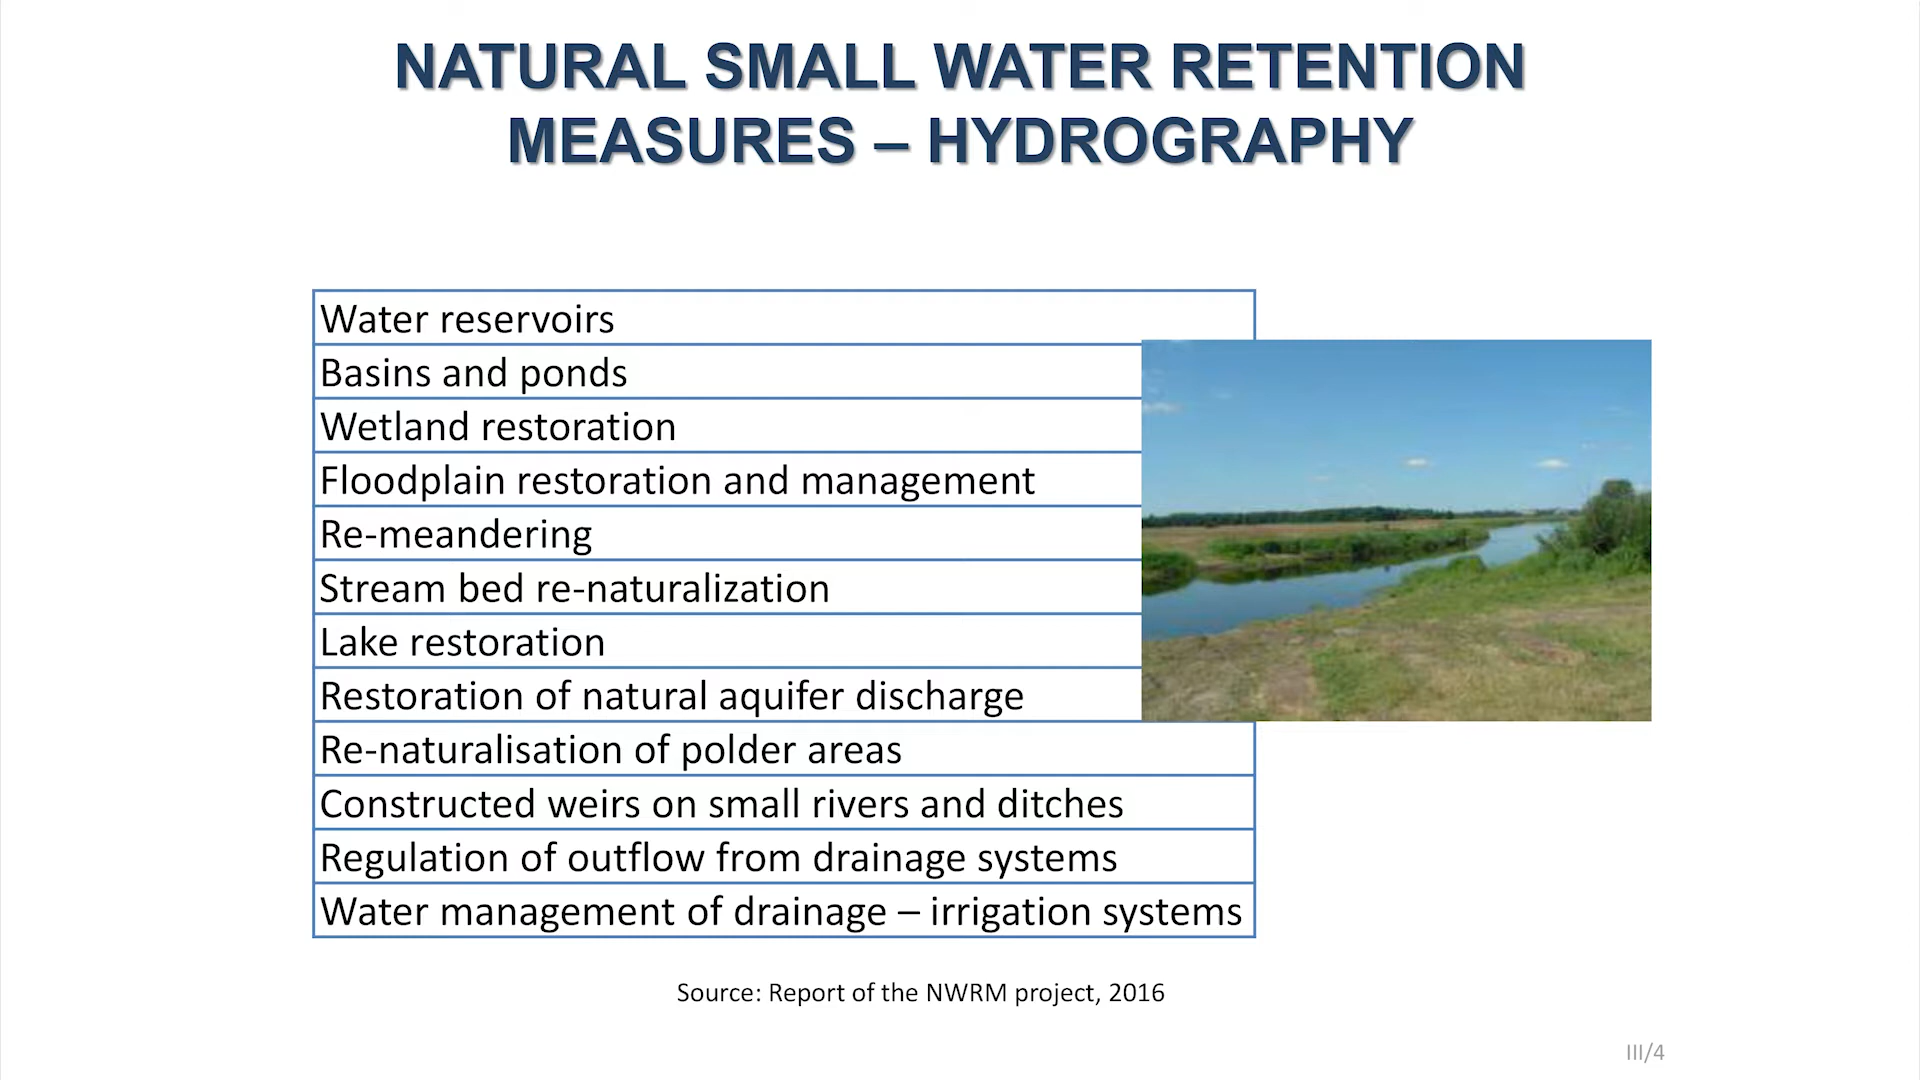 NATURAL SMALL WATER RETENTION
MEASURES – HYDROGRAPHY
Water reservoirs
Basins and ponds
Wetland restoration
Floodplain restoration and management
Re-meandering
Stream bed re-naturalization
Lake restoration
Restoration of natural aquifer discharge
Re-naturalisation of polder areas
Constructed weirs on small rivers and ditches
Regulation of outflow from drainage systems
Water management of drainage – irrigation systems
Source: Report of the NWRM project, 2016
III/4